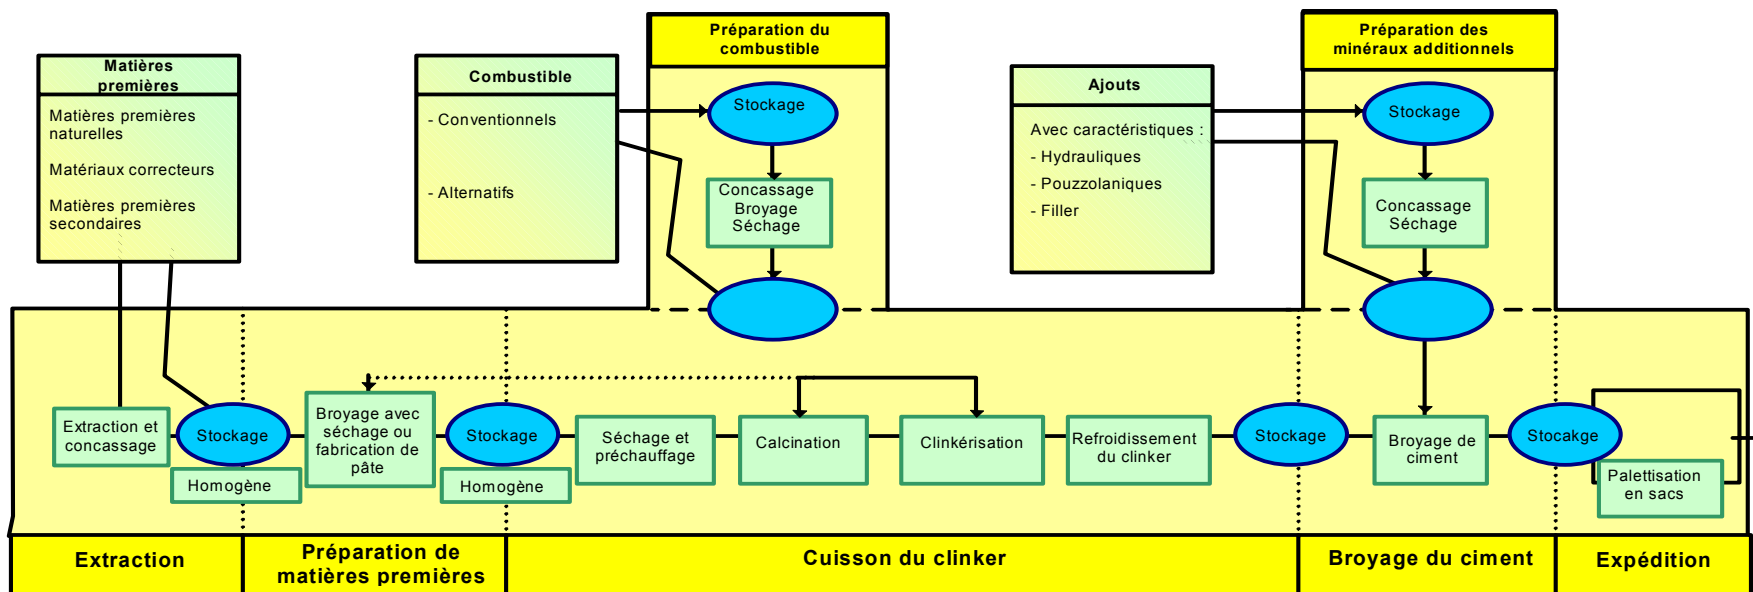 Préparation du
combustible
Préparation des
minéraux additionnels
Matières
premières
Matières premières
naturelles
Matériaux correcteurs
Matières premières
secondaires
Combustible
- Conventionnels
- Alternatifs
Stockage
Concassage
Broyage
Séchage
Ajouts
Avec caractéristiques :
- Hydrauliques
- Pouzzolaniques
- Filler
Stockage
Concassage
Séchage
Extraction et
concassage
Stockage
Homogène
Broyage avec
séchage ou
fabrication de
pâte
Stockage
Homogène
Séchage et
préchauffage
Calcination
Clinkérisation
Refroidissement
du clinker
Stockage
Broyage de
ciment
Stocakge
Palettisation
en sacs
Extraction
Préparation de
matières premières
Cuisson du clinker
Broyage du ciment
Expédition